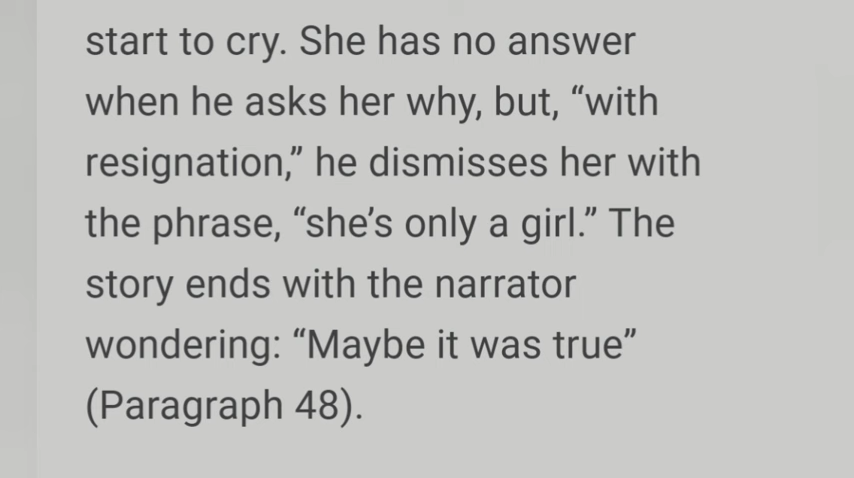 start to cry. She has no answer
when he asks her why, but, “with
resignation,” he dismisses her with
the phrase, “she’s only a girl.” The
story ends with the narrator
wondering: “Maybe it was true”
(Paragraph 48).